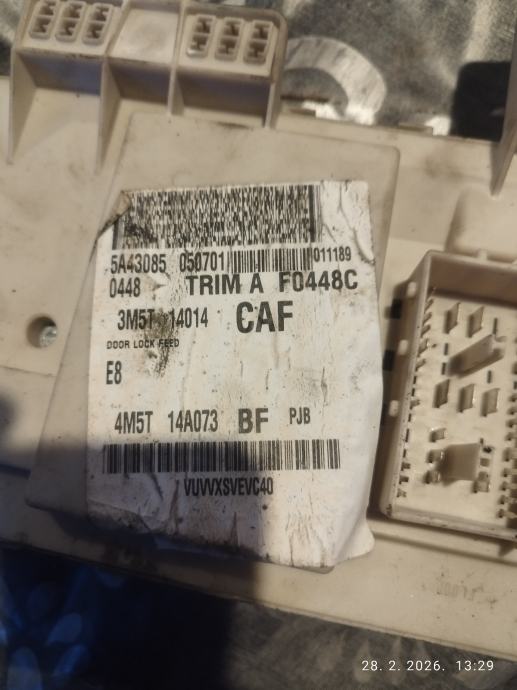 5A43085 050701 011189
0448 TRIM A F0448C
3M5T 14014 CAF
DOOR LOCK FEED
E8
4M5T 14A073 BF PJB
VUVVXSVEVC40
28. 2. 2026. 13:29